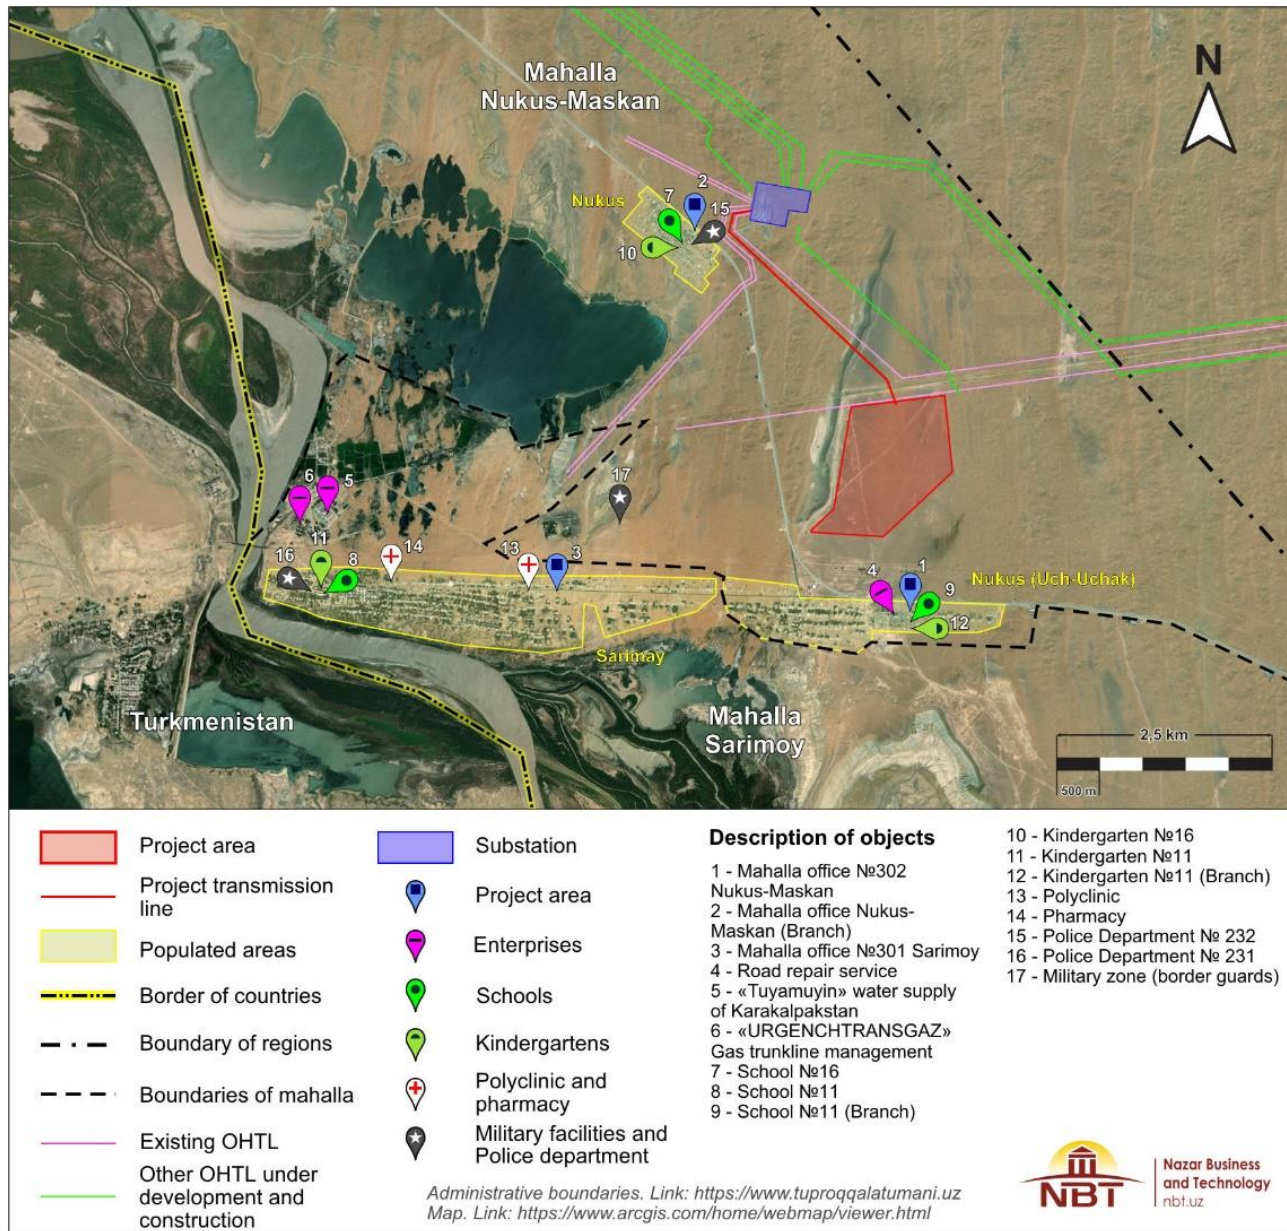 Mahalla
Nukus-Maskan
N
Nukus
7
2
15
10
17
6
5
11
14
16
8
13
3
4
1
9
12
Nukus (Uch-Uchak)
Sarimay
Turkmenistan
Mahalla
Sarimoy
2,5 km
500 m
Project area
Project transmission
line
Populated areas
Border of countries
Boundary of regions
Boundaries of mahalla
Existing OHTL
Other OHTL under
development and
construction
Substation
Project area
Enterprises
Schools
Kindergartens
Polyclinic and
pharmacy
Military facilities and
Police department
Description of objects
1 - Mahalla office №302
Nukus-Maskan
2 - Mahalla office Nukus-
Maskan (Branch)
3 - Mahalla office №301 Sarimoy
4 - Road repair service
5 - «Tuyamuyin» water supply
of Karakalpakstan
6 - «URGENCHTRANSGAZ»
Gas trunkline management
7 - School №16
8 - School №11
9 - School №11 (Branch)
10 - Kindergarten №16
11 - Kindergarten №11
12 - Kindergarten №11 (Branch)
13 - Polyclinic
14 - Pharmacy
15 - Police Department № 232
16 - Police Department № 231
17 - Military zone (border guards)
Administrative boundaries. Link: https://www.tuproqqalatumani.uz
Map. Link: https://www.arcgis.com/home/webmap/viewer.html
NBT
Nazar Business
and Technology
nbt.uz